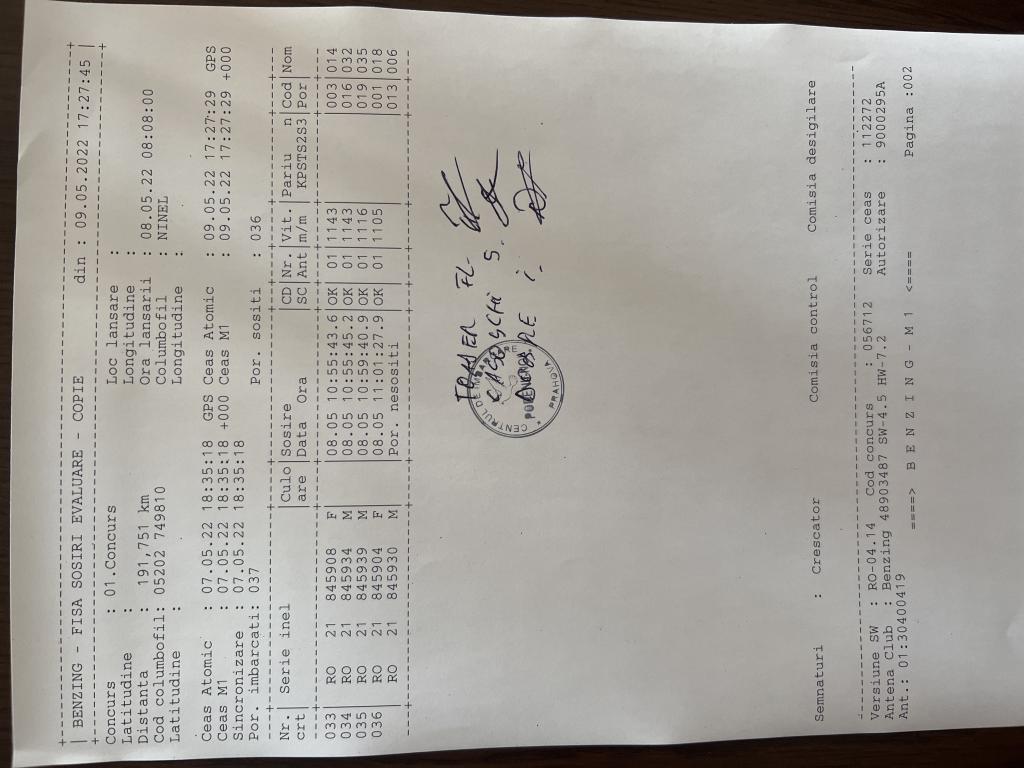 BENZING - FISA SOSIRI EVALUARE - COPIE din : 09.05.2022 17:27:45
Concurs : 01.Concurs Loc lansare :
Latitudine : Longitudine :
Distanta : 191,751 km Ora lansarii : 08.05.22 08:08:00
Cod columbofil: 05202 749810 Columbofil : NINEL
Latitudine : Longitudine :
Ceas Atomic : 07.05.22 18:35:18 GPS Ceas Atomic : 09.05.22 17:27:29 GPS
Ceas M1 : 07.05.22 18:35:18 +000 Ceas M1 : 09.05.22 17:27:29 +000
Sincronizare : 07.05.22 18:35:18
Por. imbarcati: 037 Por. sositi : 036
Nr. | Serie inel |Culo|Sosire |CD|Nr.|Vit.|Pariu n|Cod|Nom
crt| |are |Data Ora |SC|Ant|m/m | KPSTS2S3|Por|
033 | RO 21 845908 F| |08.05 10:55:43.6|OK| 01|1143| |003|014
034 | RO 21 845934 M| |08.05 10:55:45.2|OK| 01|1143| |016|032
035 | RO 21 845939 M| |08.05 10:59:40.9|OK| 01|1116| |019|035
036 | RO 21 845904 F| |08.05 11:01:27.9|OK| 01|1105| |001|018
RO 21 845930 M| |Por. nesositi |013|006
FL-
S.
i.
CENTRUL DE IMBARCARE
PRAHOVA
Semnaturi : Crescator Comisia control Comisia desigilare
Versiune SW : RO-04.14 Cod concurs : 056712 Serie ceas : 112272
Antena Club : Benzing 48903487 SW-4.5 HW-7.2 Autorizare : 9000295A
Ant.: 01:30400419
====> B E N Z I N G - M 1 <==== Pagina :002